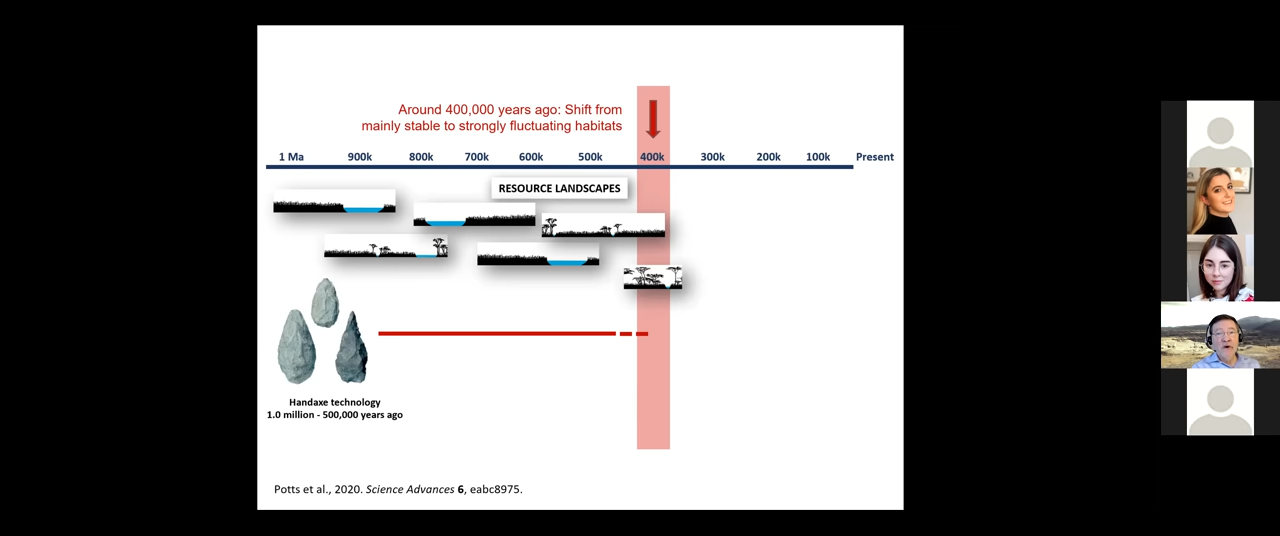 Around 400,000 years ago: Shift from
mainly stable to strongly fluctuating habitats
1 Ma 900k 800k 700k 600k 500k 400k 300k 200k 100k Present
RESOURCE LANDSCAPES
Handaxe technology
1.0 million - 500,000 years ago
Potts et al., 2020. Science Advances 6, eabc8975.